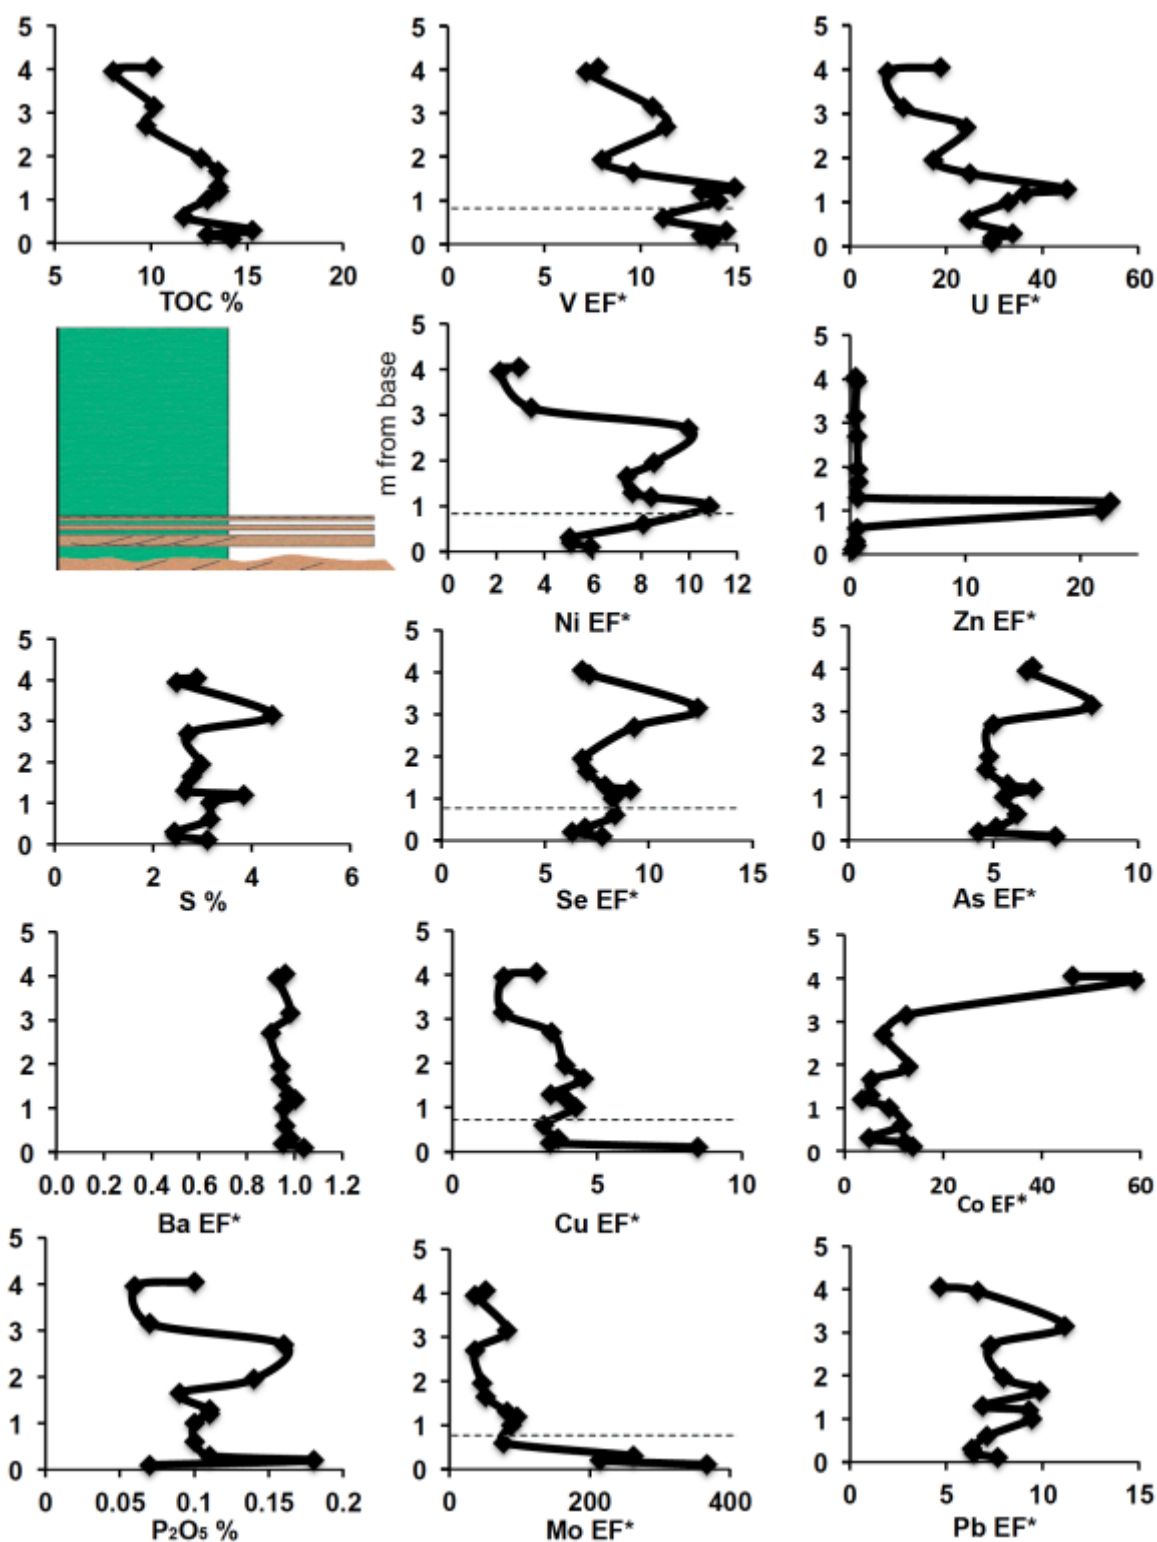 5 5 5
4 4 4
3 3 3
2 2 2
1 1 1
0 0 0
5 10 15 20 0 5 10 15 0 20 40 60
TOC % V EF* U EF*
m from base
5 5
4 4
3 3
2 2
1 1
0 0
0 2 4 6 8 10 12 0 10 20
Ni EF* Zn EF*
5 5 5
4 4 4
3 3 3
2 2 2
1 1 1
0 0 0
0 2 4 6 0 5 10 15 0 5 10
S % Se EF* As EF*
5 5 5
4 4 4
3 3 3
2 2 2
1 1 1
0 0 0
0.0 0.2 0.4 0.6 0.8 1.0 1.2 0 5 10 0 20 40 60
Ba EF* Cu EF* Co EF*
5 5 5
4 4 4
3 3 3
2 2 2
1 1 1
0 0 0
0 0.05 0.1 0.15 0.2 0 200 400 0 5 10 15
P₂O₅ % Mo EF* Pb EF*